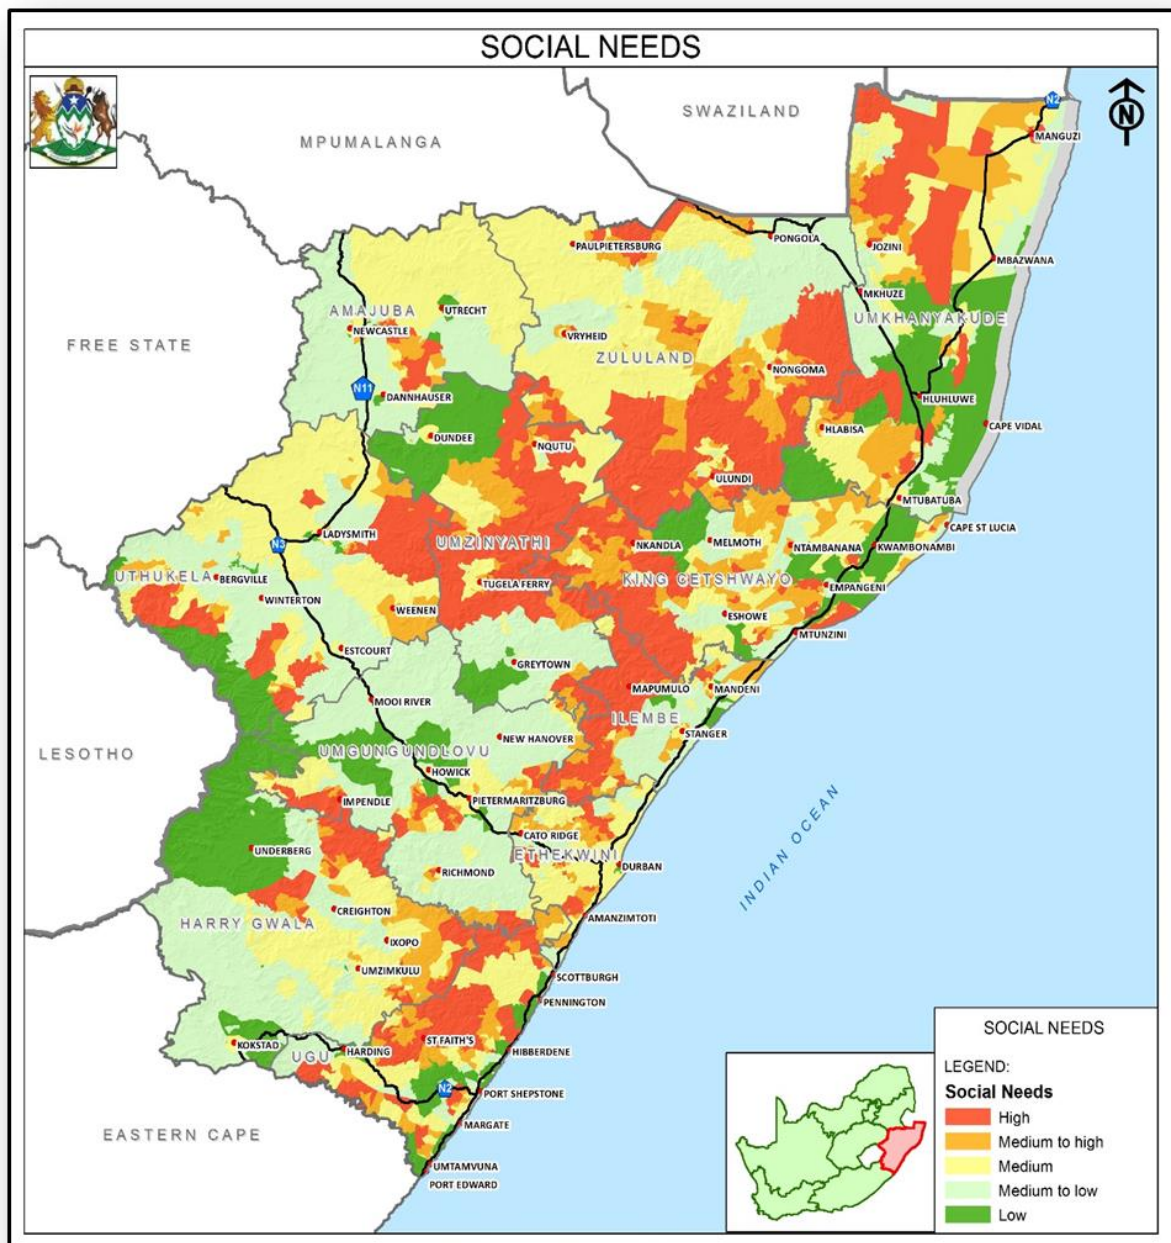 SOCIAL NEEDS
SWAZILAND
MPUMALANGA
N2
N
MANGUZI
PAULPIETERSBURG
PONGOLA
JOZINI
MBAZWANA
MKHUZE
UMKHANYAKUDE
AMAJUBA
UTRECHT
NEWCASTLE
VRYHEID
FREE STATE
ZULULAND
NONGOMA
N11
DANNHAUSER
HLUHLUWE
CAPE VIDAL
DUNDEE
HLABISA
NQUTU
ULUNDI
MTUBATUBA
CAPE ST LUCIA
LADYSMITH
N3
UMZINYATHI
NKANDLA
MELMOTH
NTAMBANANA
KWAMBONAMBI
UTHUKELA
BERGVILLE
TUGELA FERRY
KING CETSHWAYO
EMPANGENI
WINTERTON
WEENEN
ESHOWE
MTUNZINI
ESTCOURT
GREYTOWN
MAPUMULO
MANDENI
MOOI RIVER
ILEMBE
STANGER
LESOTHO
UMGUNGUNDLOVU
NEW HANOVER
HOWICK
IMPENDLE
PIETERMARITZBURG
CATO RIDGE
UNDERBERG
ETHEKWINI
DURBAN
RICHMOND
INDIAN OCEAN
CREIGHTON
AMANZIMTOTI
HARRY GWALA
IXOPO
UMZIMKULU
SCOTTBURGH
PENNINGTON
KOKSTAD
UGU
HARDING
ST FAITH'S
HIBBERDENE
N2
PORT SHEPSTONE
MARGATE
EASTERN CAPE
UMTAMVUNA
PORT EDWARD
SOCIAL NEEDS
LEGEND:
Social Needs
High
Medium to high
Medium
Medium to low
Low